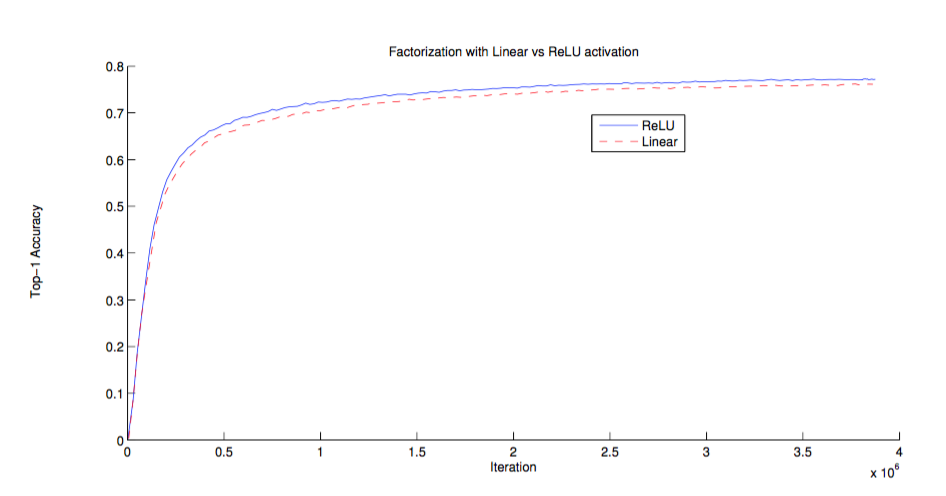 Factorization with Linear vs ReLU activation
0.8
0.7
0.6
0.5
0.4
0.3
0.2
0.1
0
Top−1 Accuracy
ReLU
Linear
0 0.5 1 1.5 2 2.5 3 3.5 4
Iteration
x 10^6